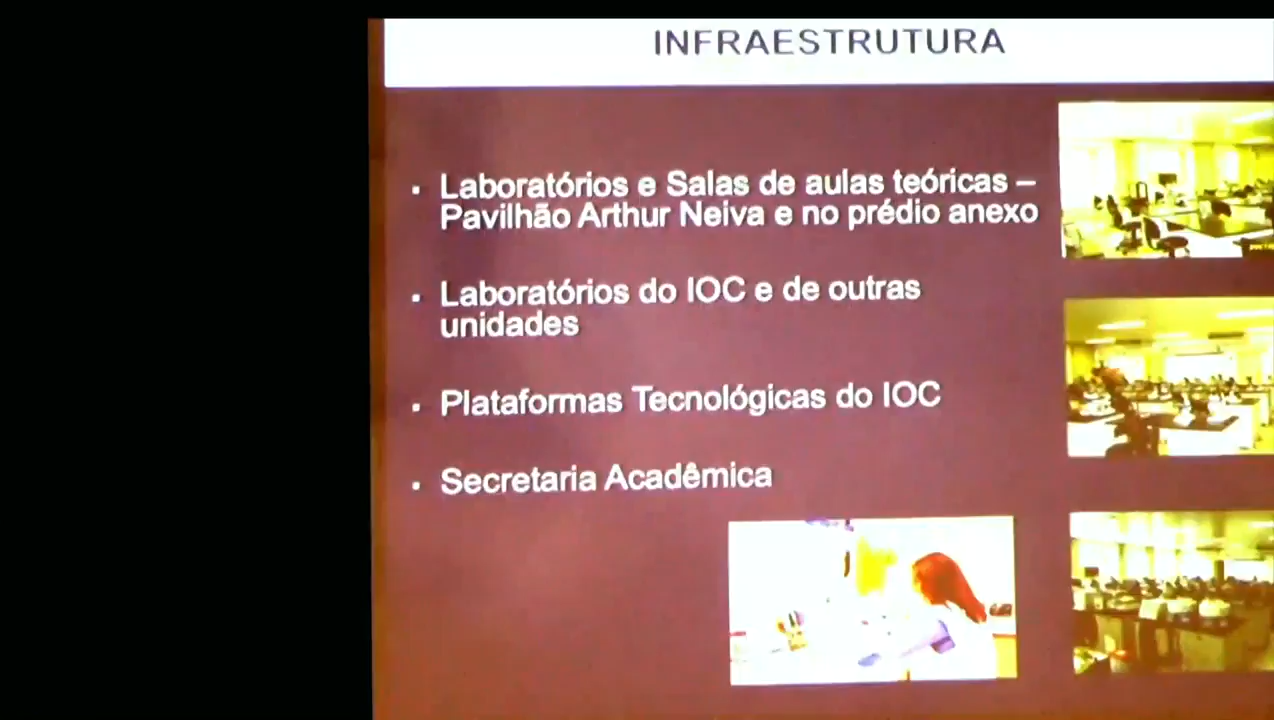 INFRAESTRUTURA
▪ Laboratórios e Salas de aulas teóricas –
Pavilhão Arthur Neiva e no prédio anexo
▪ Laboratórios do IOC e de outras
unidades
▪ Plataformas Tecnológicas do IOC
▪ Secretaria Acadêmica